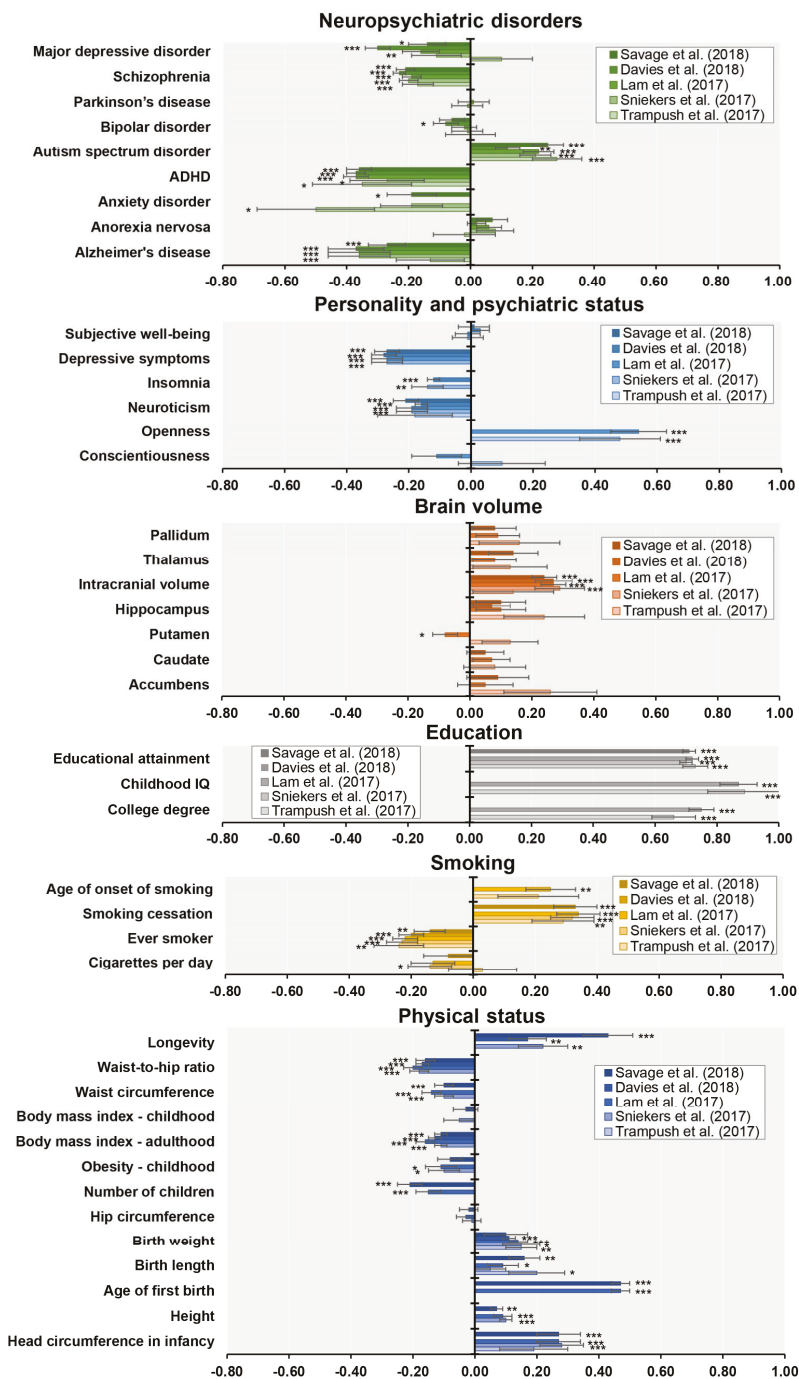 Neuropsychiatric disorders
Major depressive disorder
Schizophrenia
Parkinson's disease
Bipolar disorder
Autism spectrum disorder
ADHD
Anxiety disorder
Anorexia nervosa
Alzheimer's disease
Savage et al. (2018)
Davies et al. (2018)
Lam et al. (2017)
Sniekers et al. (2017)
Trampush et al. (2017)
-0.80 -0.60 -0.40 -0.20 0.00 0.20 0.40 0.60 0.80 1.00
Personality and psychiatric status
Subjective well-being
Depressive symptoms
Insomnia
Neuroticism
Openness
Conscientiousness
Savage et al. (2018)
Davies et al. (2018)
Lam et al. (2017)
Sniekers et al. (2017)
Trampush et al. (2017)
-0.80 -0.60 -0.40 -0.20 0.00 0.20 0.40 0.60 0.80 1.00
Brain volume
Pallidum
Thalamus
Intracranial volume
Hippocampus
Putamen
Caudate
Accumbens
Savage et al. (2018)
Davies et al. (2018)
Lam et al. (2017)
Sniekers et al. (2017)
Trampush et al. (2017)
-0.80 -0.60 -0.40 -0.20 0.00 0.20 0.40 0.60 0.80 1.00
Education
Educational attainment
Childhood IQ
College degree
Savage et al. (2018)
Davies et al. (2018)
Lam et al. (2017)
Sniekers et al. (2017)
Trampush et al. (2017)
-0.80 -0.60 -0.40 -0.20 0.00 0.20 0.40 0.60 0.80 1.00
Smoking
Age of onset of smoking
Smoking cessation
Ever smoker
Cigarettes per day
Savage et al. (2018)
Davies et al. (2018)
Lam et al. (2017)
Sniekers et al. (2017)
Trampush et al. (2017)
-0.80 -0.60 -0.40 -0.20 0.00 0.20 0.40 0.60 0.80 1.00
Physical status
Longevity
Waist-to-hip ratio
Waist circumference
Body mass index - childhood
Body mass index - adulthood
Obesity - childhood
Number of children
Hip circumference
Birth weight
Birth length
Age of first birth
Height
Head circumference in infancy
Savage et al. (2018)
Davies et al. (2018)
Lam et al. (2017)
Sniekers et al. (2017)
Trampush et al. (2017)
-0.80 -0.60 -0.40 -0.20 0.00 0.20 0.40 0.60 0.80 1.00